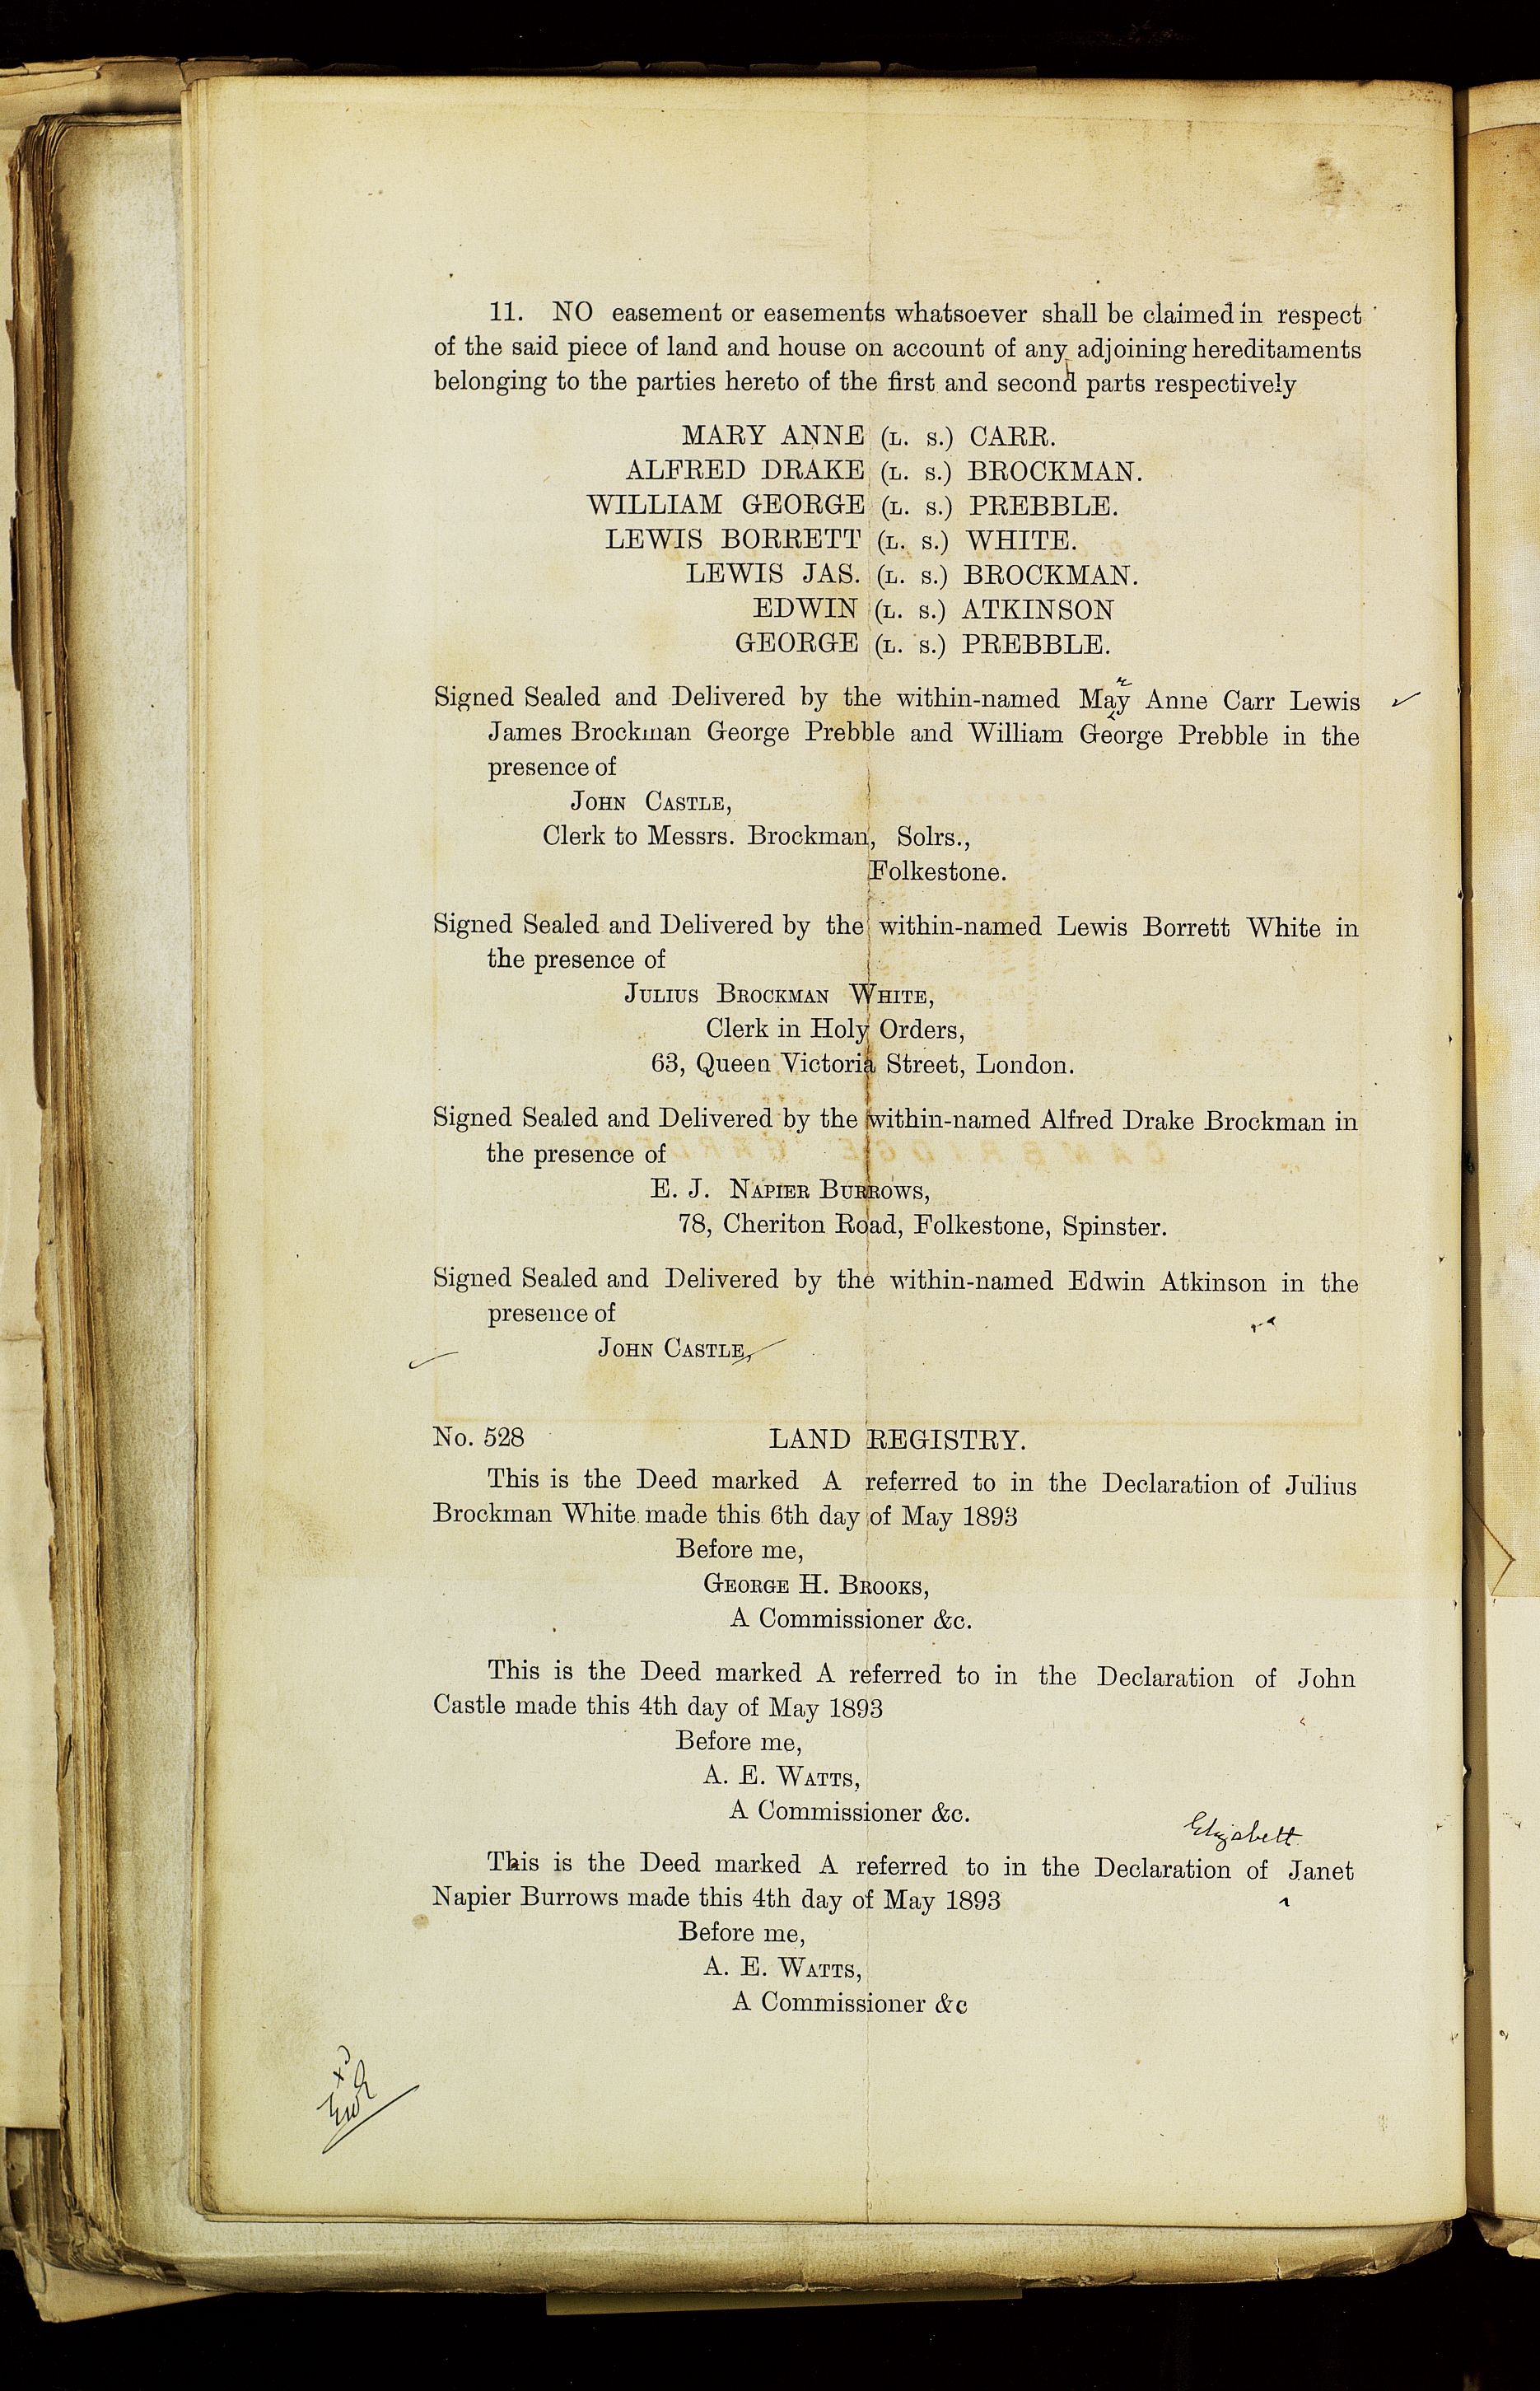 11. NO easement or easements whatsoever shall be claimed in respect
of the said piece of land and house on account of any adjoining hereditaments
belonging to the parties hereto of the first and second parts respectively
MARY ANNE (L. S.) CARR.
ALFRED DRAKE (L. S.) BROCKMAN.
WILLIAM GEORGE (L. S.) PREBBLE.
LEWIS BORRETT (L. S.) WHITE.
LEWIS JAS. (L. S.) BROCKMAN.
EDWIN (L. S.) ATKINSON
GEORGE (L. S.) PREBBLE.
r
Signed Sealed and Delivered by the within-named May Anne Carr Lewis
James Brockman George Prebble and William George Prebble in the
presence of
JOHN CASTLE,
Clerk to Messrs. Brockman, Solrs.,
Folkestone.
Signed Sealed and Delivered by the within-named Lewis Borrett White in
the presence of
JULIUS BROCKMAN WHITE,
Clerk in Holy Orders,
63, Queen Victoria Street, London.
Signed Sealed and Delivered by the within-named Alfred Drake Brockman in
the presence of
E. J. NAPIER BURROWS,
78, Cheriton Road, Folkestone, Spinster.
Signed Sealed and Delivered by the within-named Edwin Atkinson in the
presence of
JOHN CASTLE,
No. 528 LAND REGISTRY.
This is the Deed marked A referred to in the Declaration of Julius
Brockman White made this 6th day of May 1893
Before me,
GEORGE H. BROOKS,
A Commissioner &c.
This is the Deed marked A referred to in the Declaration of John
Castle made this 4th day of May 1893
Before me,
A. E. WATTS,
A Commissioner &c.
Elizabeth
This is the Deed marked A referred to in the Declaration of Janet
Napier Burrows made this 4th day of May 1893
Before me,
A. E. WATTS,
A Commissioner &c